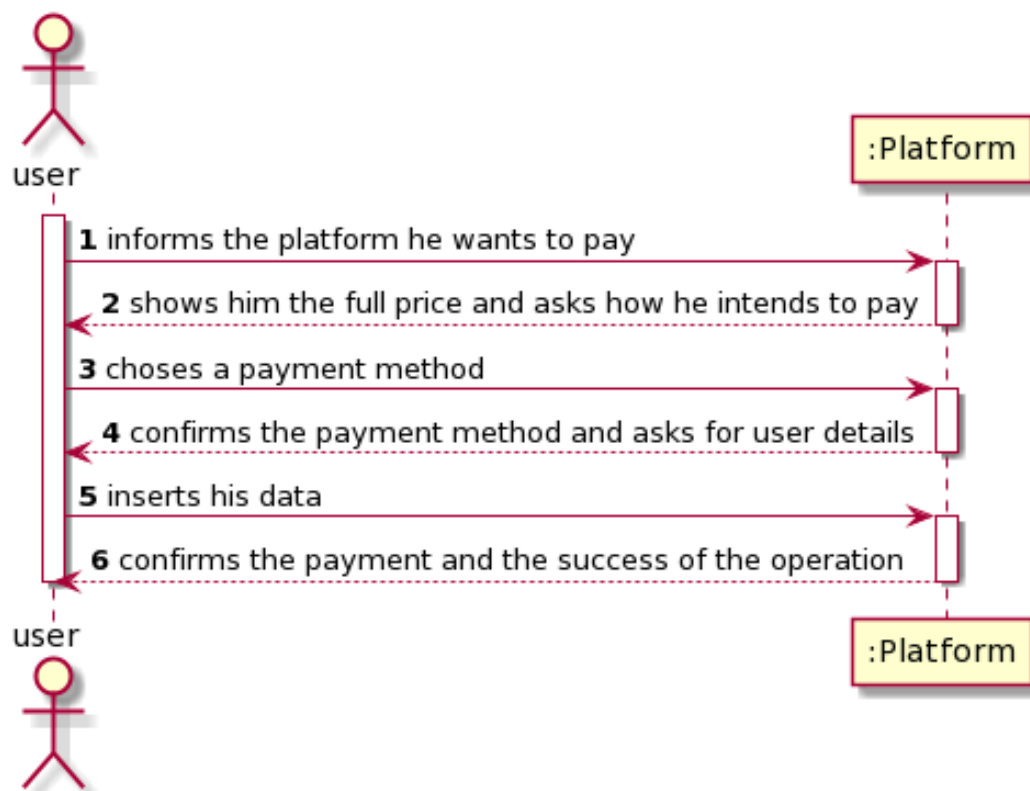 user
:Platform
1 informs the platform he wants to pay
2 shows him the full price and asks how he intends to pay
3 choses a payment method
4 confirms the payment method and asks for user details
5 inserts his data
6 confirms the payment and the success of the operation
user
:Platform